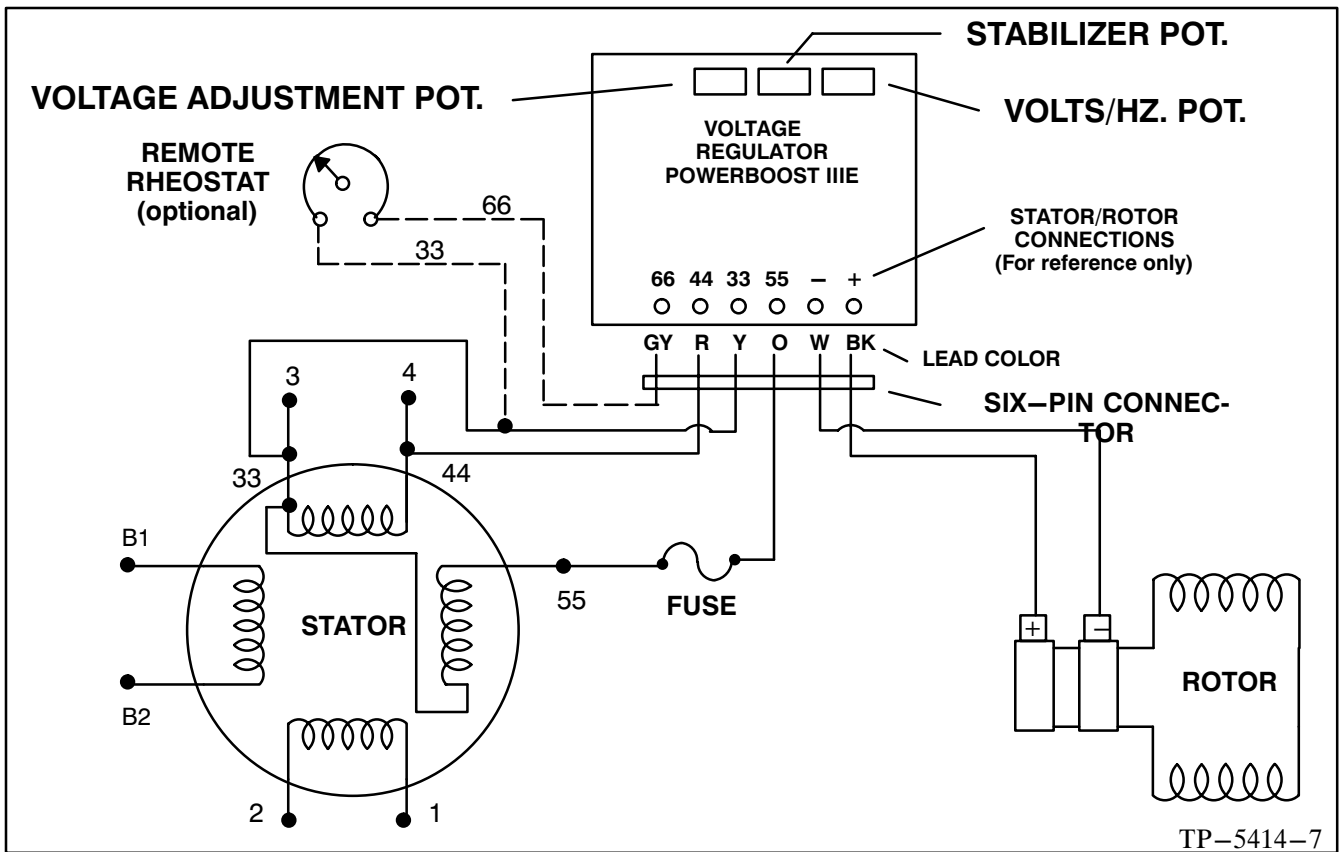 STABILIZER POT.
VOLTAGE ADJUSTMENT POT.
VOLTS/HZ. POT.
VOLTAGE
REGULATOR
POWERBOOST IIIE
REMOTE
RHEOSTAT
(optional)
66
33
STATOR/ROTOR
CONNECTIONS
(For reference only)
66 44 33 55 – +
GY R Y O W BK
LEAD COLOR
SIX–PIN CONNEC-
TOR
3 4
33 44
B1
B2
STATOR
55
FUSE
+ –
ROTOR
2 1
TP–5414–7